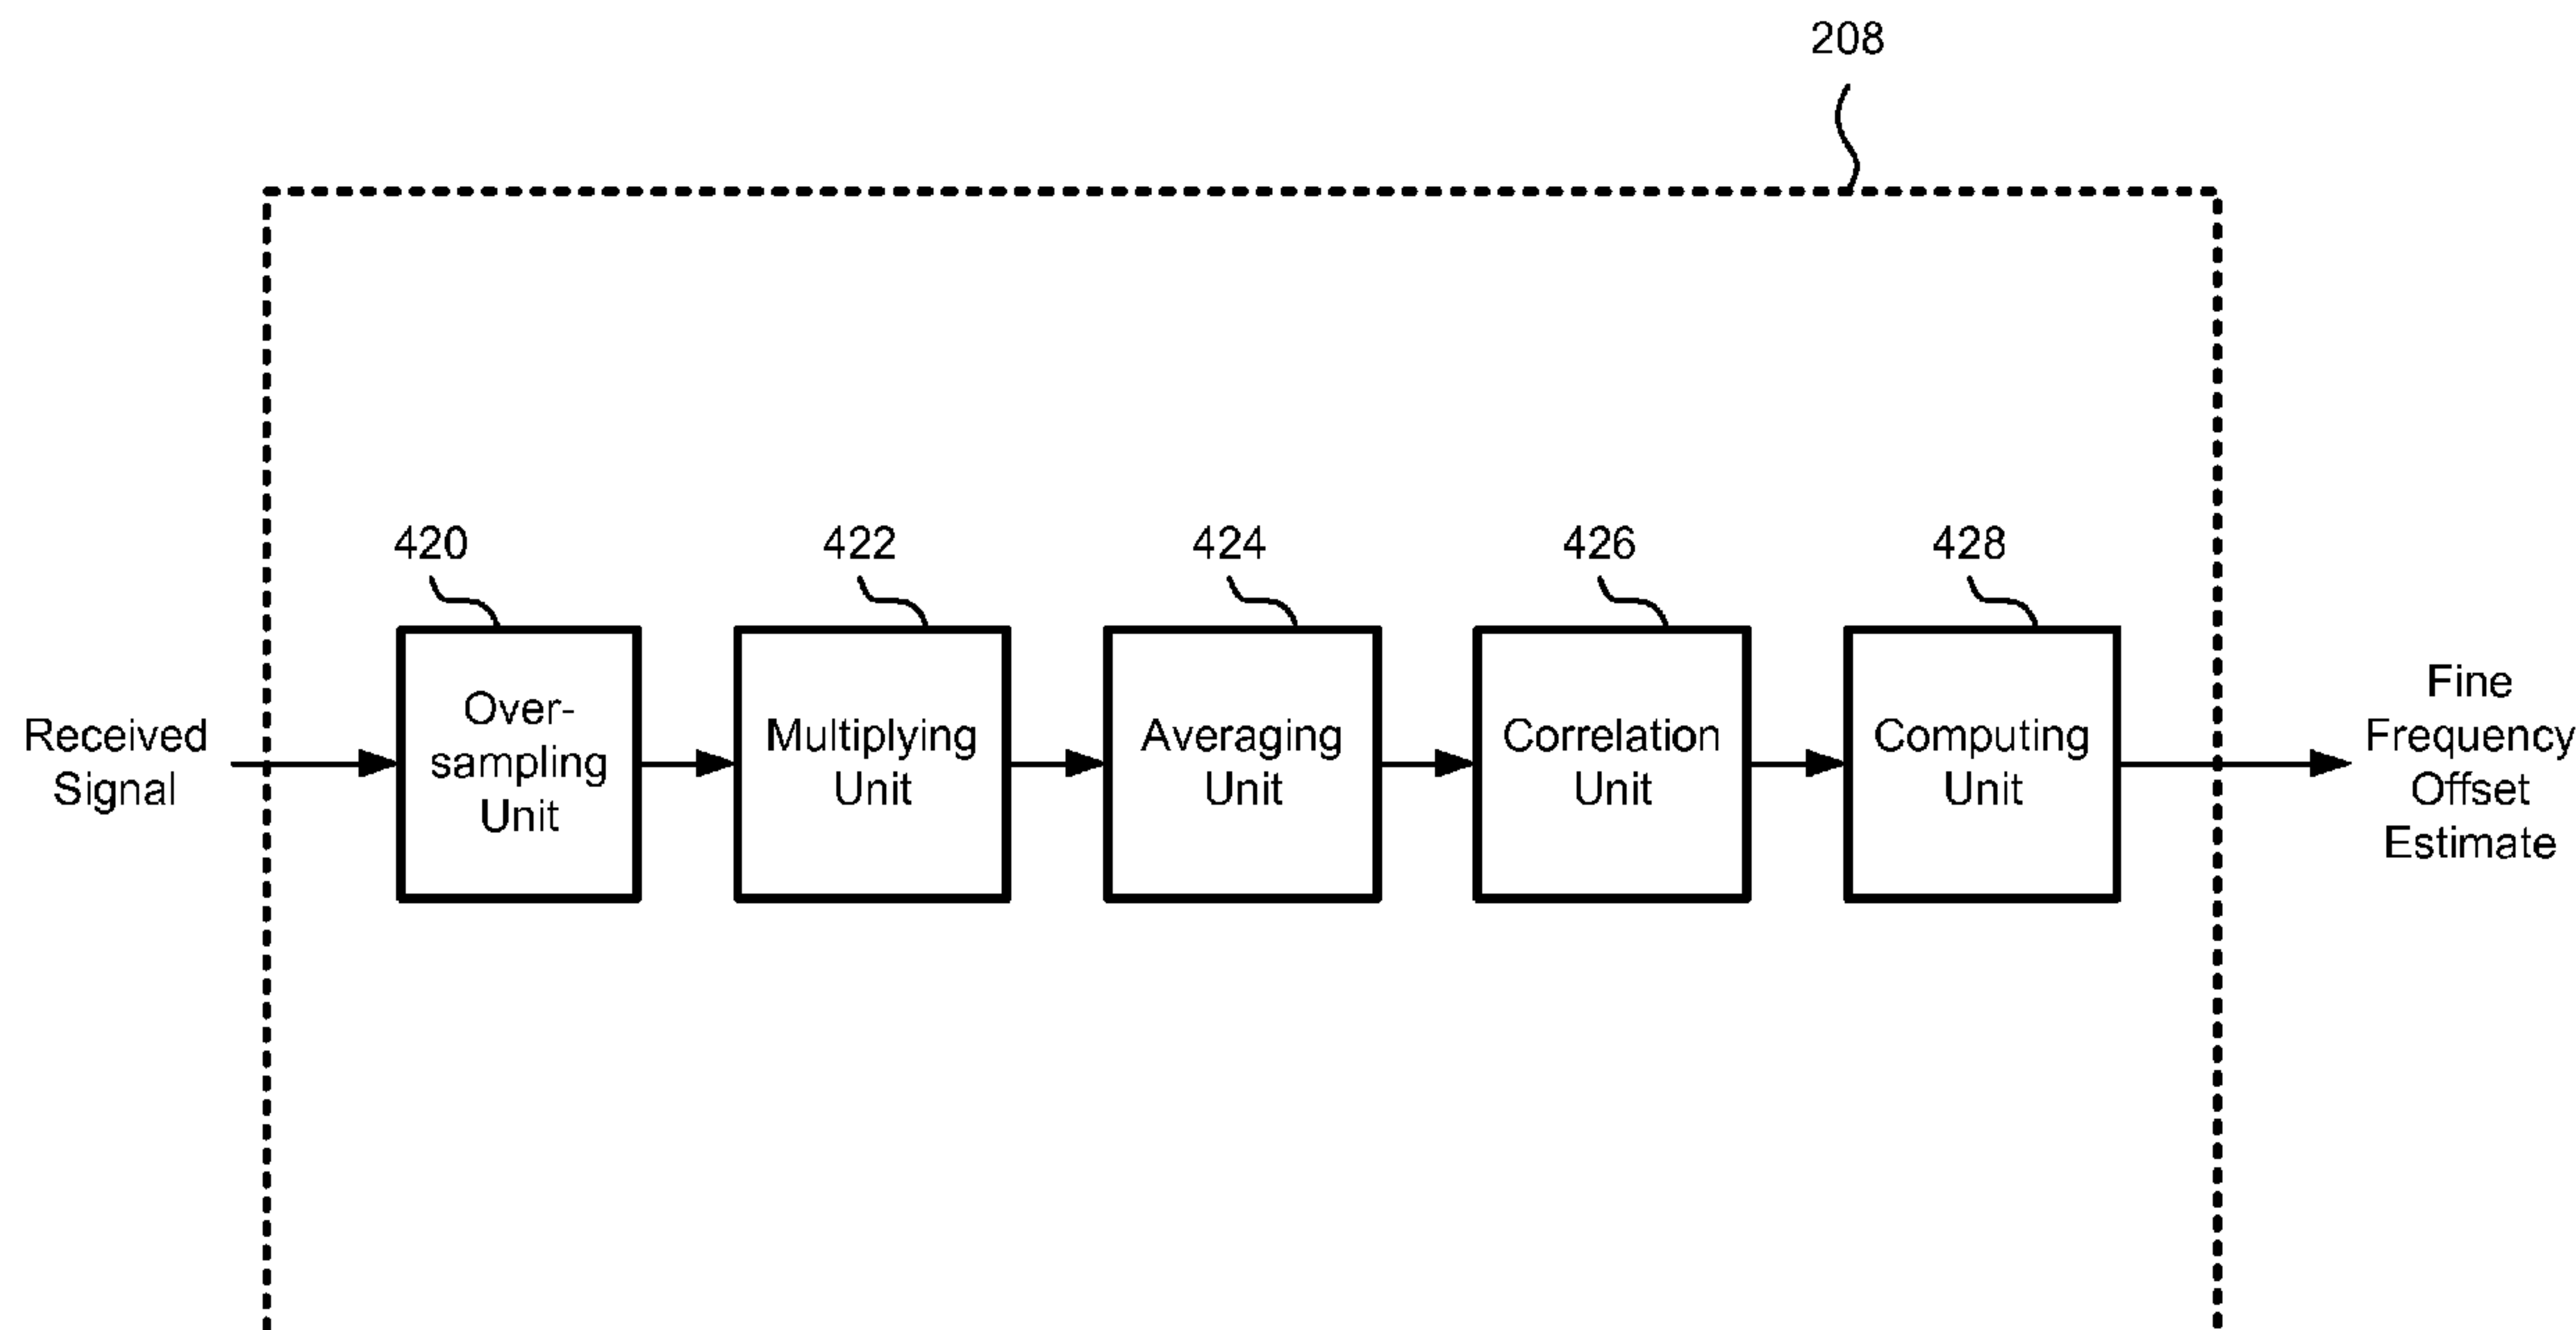 208
420
422
424
426
428
Received
Signal
Over-
sampling
Unit
Multiplying
Unit
Averaging
Unit
Correlation
Unit
Computing
Unit
Fine
Frequency
Offset
Estimate